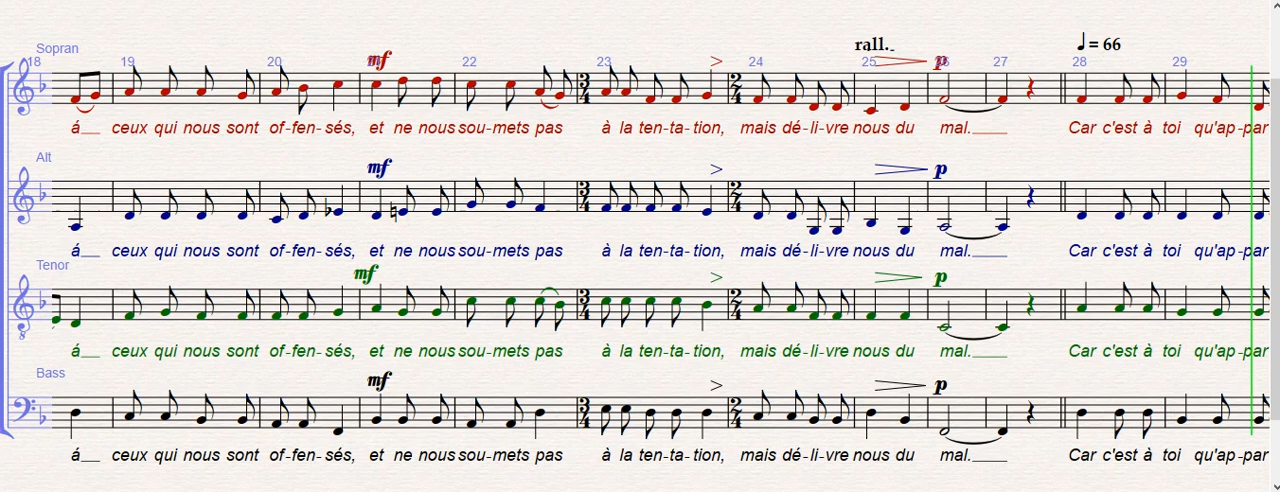 rall.
♩= 66
Sopran
18 19 20 mf 22 23 > 24 25 p 27 28 29
á__ ceux qui nous sont of-fen-sés, et ne nous sou-mets pas à la ten-ta-tion, mais dé-li-vre nous du mal.____ Car c'est à toi qu'ap-par
Alt
mf > p
á__ ceux qui nous sont of-fen-sés, et ne nous sou-mets pas à la ten-ta-tion, mais dé-li-vre nous du mal.____ Car c'est à toi qu'ap-par
Tenor
mf > p
á__ ceux qui nous sont of-fen-sés, et ne nous sou-mets pas à la ten-ta-tion, mais dé-li-vre nous du mal.____ Car c'est à toi qu'ap-par
Bass
mf > p
á__ ceux qui nous sont of-fen-sés, et ne nous sou-mets pas à la ten-ta-tion, mais dé-li-vre nous du mal.____ Car c'est à toi qu'ap-par